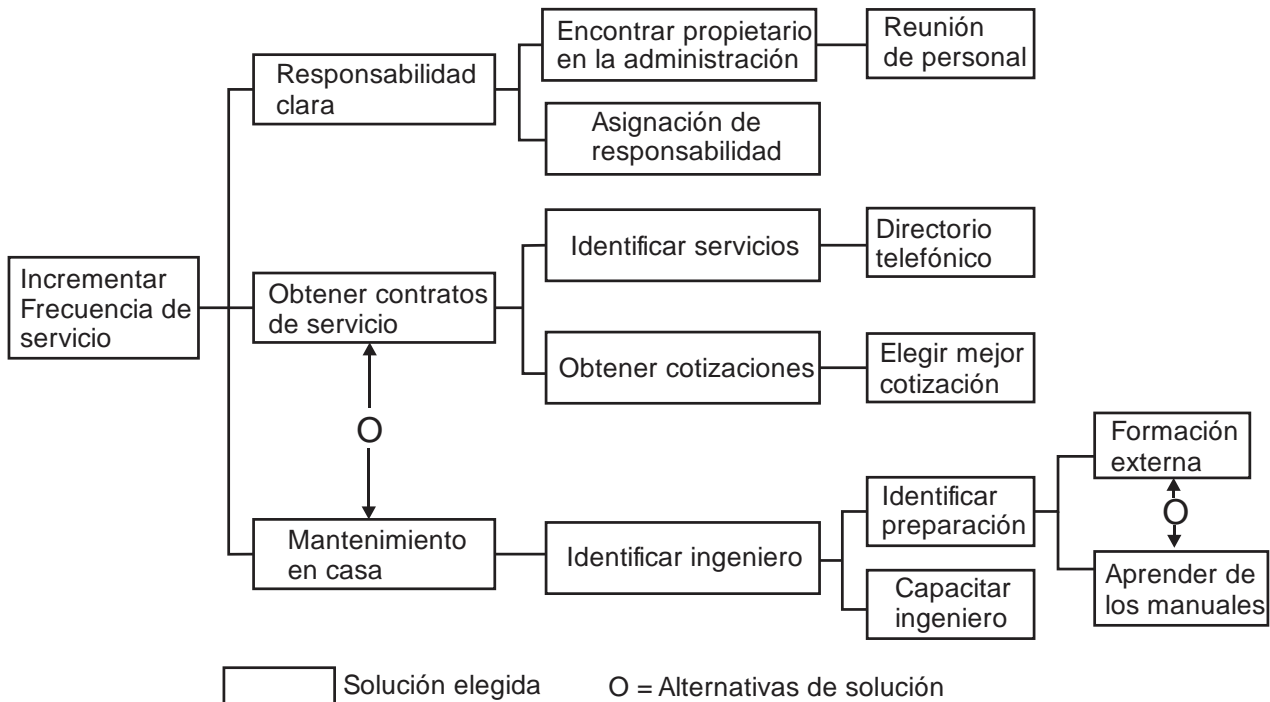 Encontrar propietario
en la administración
Reunión
de personal
Responsabilidad
clara
Asignación de
responsabilidad
Identificar servicios
Directorio
telefónico
Incrementar
Frecuencia de
servicio
Obtener contratos
de servicio
Obtener cotizaciones
Elegir mejor
cotización
O
Formación
externa
Identificar
preparación
O
Mantenimiento
en casa
Identificar ingeniero
Aprender de
los manuales
Capacitar
ingeniero
Solución elegida
O = Alternativas de solución